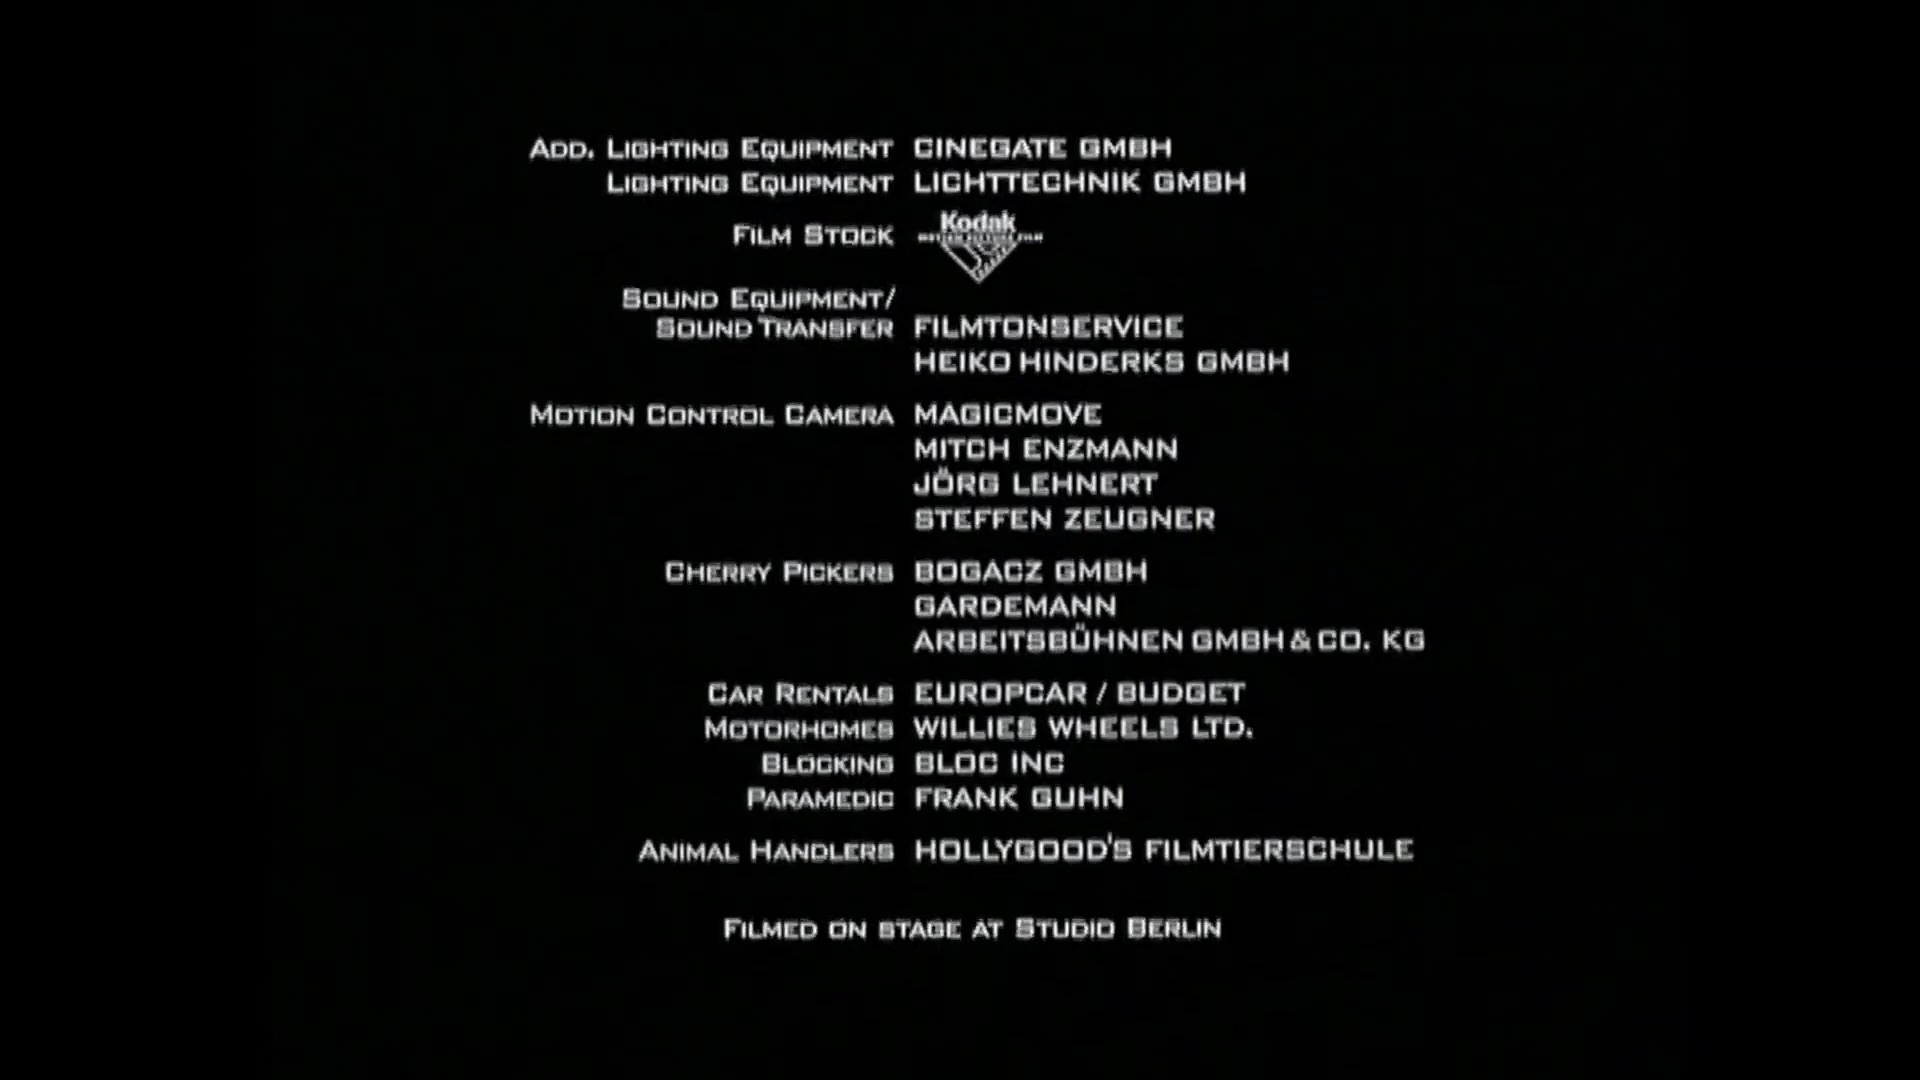 Add. Lighting Equipment CINEGATE GMBH
Lighting Equipment LICHTTECHNIK GMBH
Film Stock Kodak
MOTION PICTURE FILM
Sound Equipment/
Sound Transfer FILMTONSERVICE
HEIKO HINDERKS GMBH
Motion Control Camera MAGICMOVE
MITCH ENZMANN
JÖRG LEHNERT
STEFFEN ZEUGNER
Cherry Pickers BOGACZ GMBH
GARDEMANN
ARBEITSBÜHNEN GMBH & CO. KG
Car Rentals EUROPCAR / BUDGET
Motorhomes WILLIES WHEELS LTD.
Blocking BLOC INC
Paramedic FRANK GUHN
Animal Handlers HOLLYGOOD'S FILMTIERSCHULE
Filmed on stage at Studio Berlin